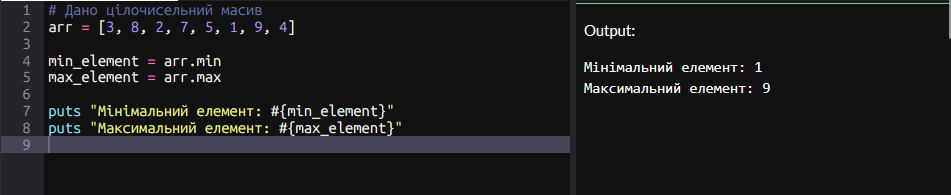 1 # Дано цілочисельний масив
2 arr = [3, 8, 2, 7, 5, 1, 9, 4]
3
4 min_element = arr.min
5 max_element = arr.max
6
7 puts "Мінімальний елемент: #{min_element}"
8 puts "Максимальний елемент: #{max_element}"
9
Output:
Мінімальний елемент: 1
Максимальний елемент: 9